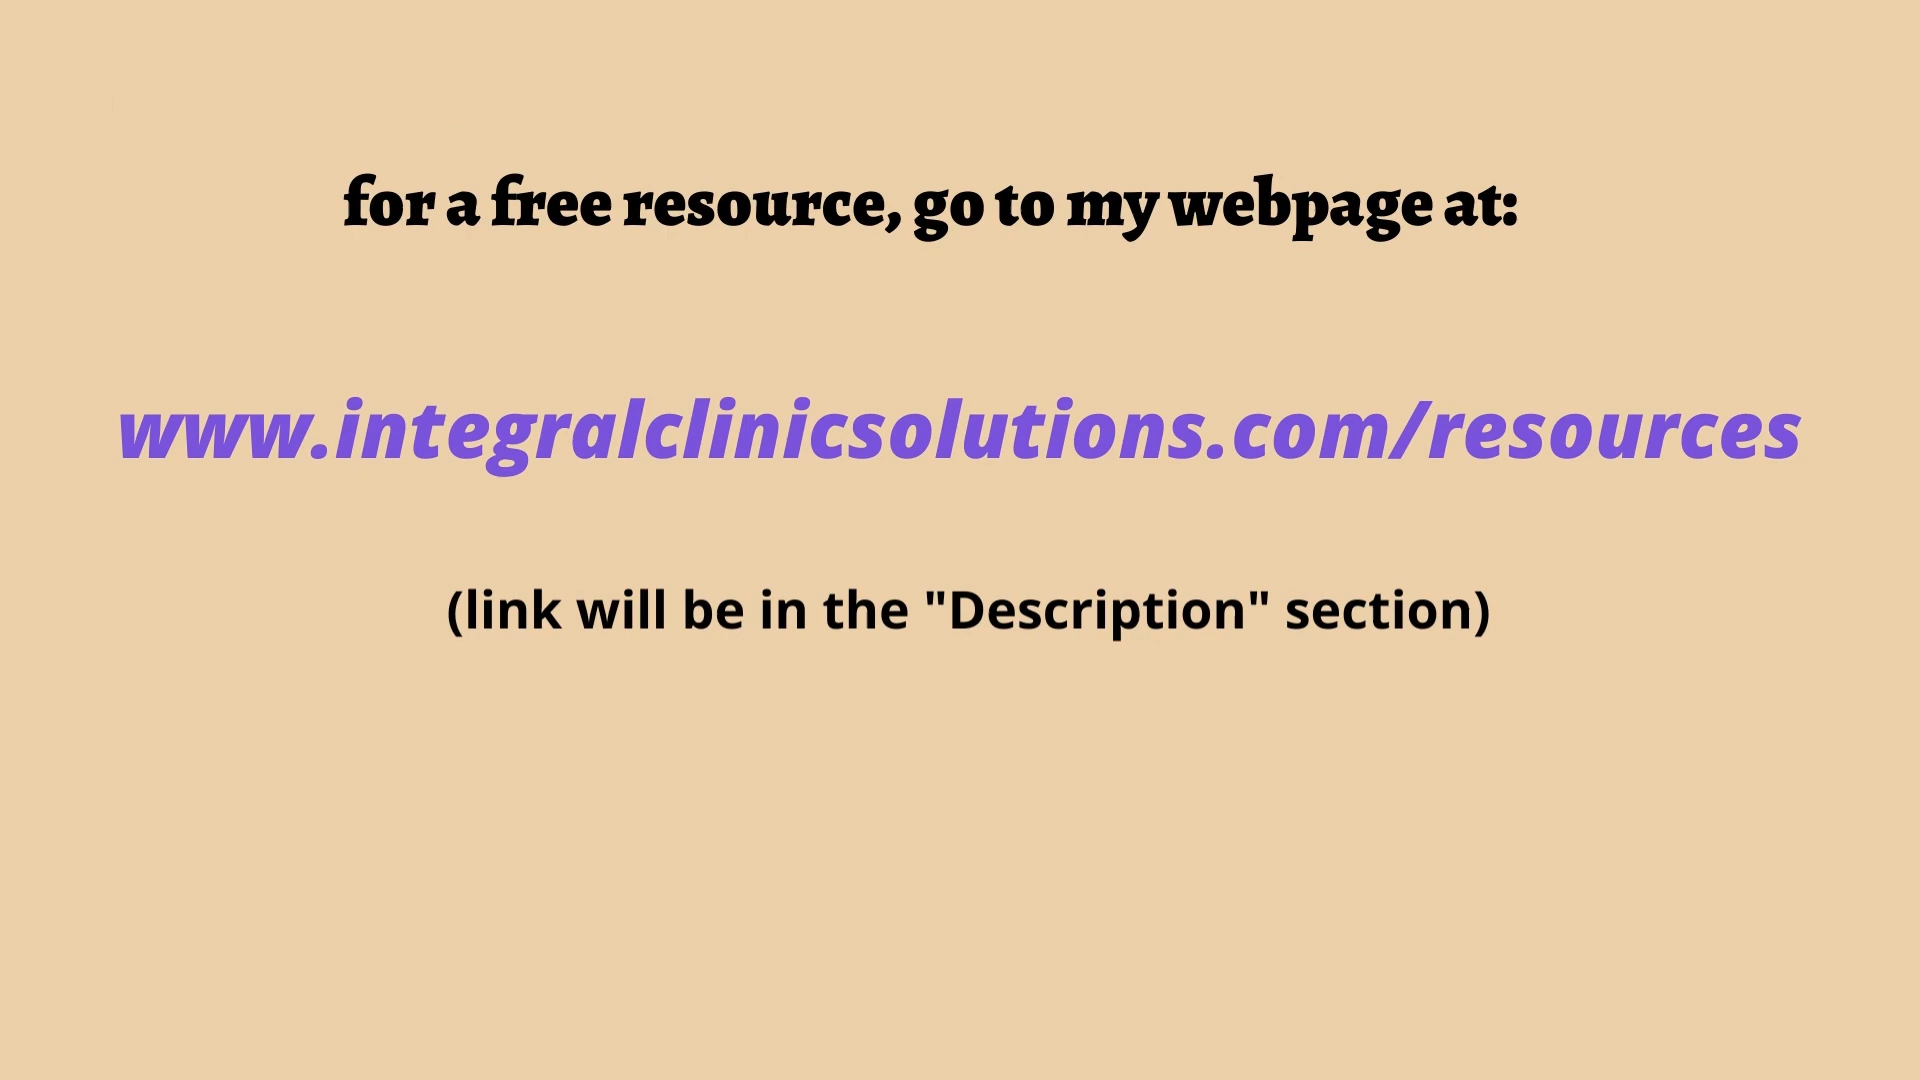 for a free resource, go to my webpage at:
www.integralclinicsolutions.com/resources
(link will be in the "Description" section)